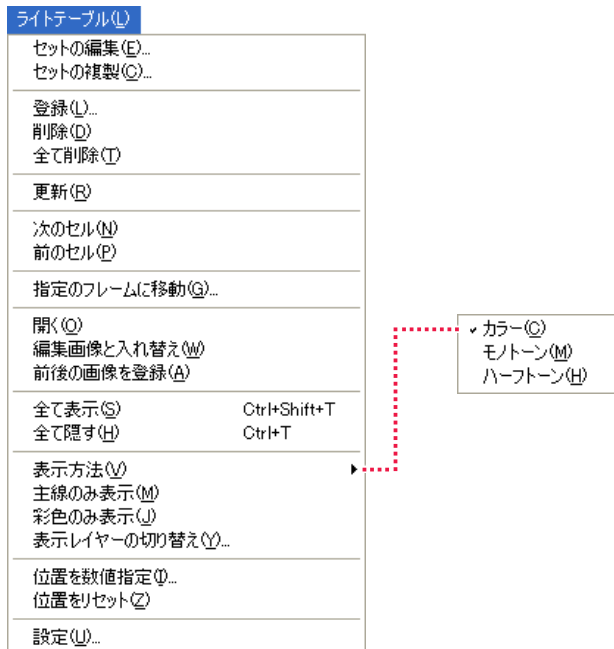 ライトテーブル(L)
セットの編集(E)...
セットの複製(C)...
登録(L)...
削除(D)
全て削除(T)
更新(R)
次のセル(N)
前のセル(P)
指定のフレームに移動(G)...
開く(O)
編集画像と入れ替え(W)
前後の画像を登録(A)
全て表示(S) Ctrl+Shift+T
全て隠す(H) Ctrl+T
表示方法(V)
主線のみ表示(M)
彩色のみ表示(J)
表示レイヤーの切り替え(Y)...
位置を数値指定(I)...
位置をリセット(Z)
設定(U)...
カラー(C)
モノトーン(M)
ハーフトーン(H)